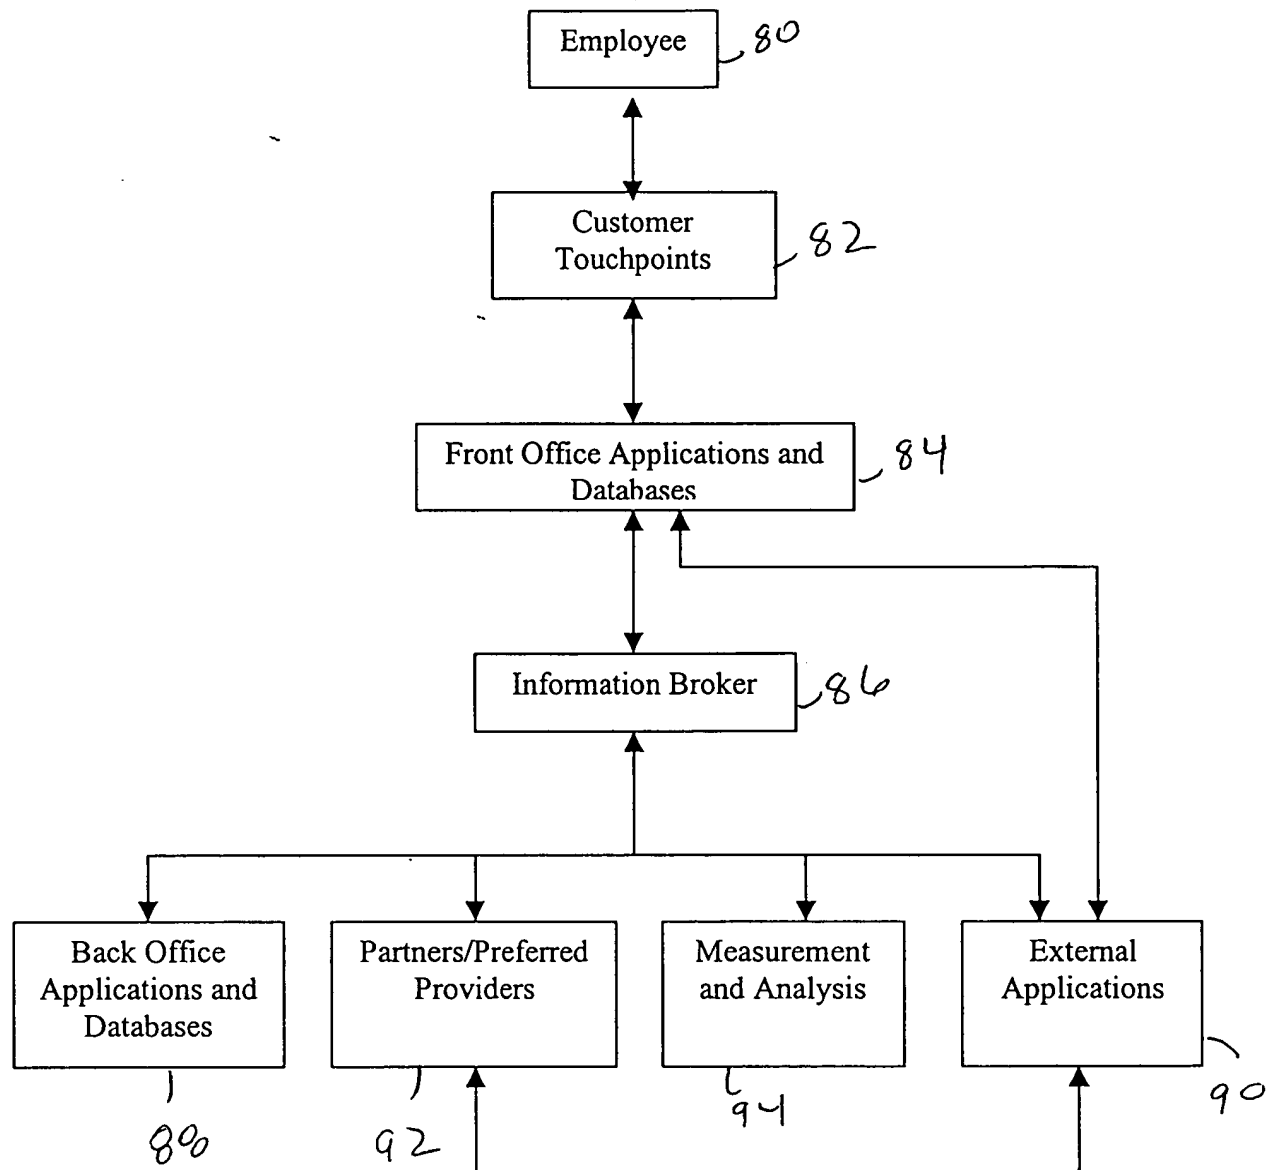 Employee
80
Customer
Touchpoints
82
Front Office Applications and
Databases
84
Information Broker
86
Back Office
Applications and
Databases
Partners/Preferred
Providers
Measurement
and Analysis
External
Applications
88
92
94
90